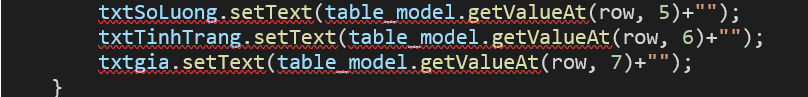 txtSoLuong.setText(table_model.getValueAt(row, 5)+"");
txtTinhTrang.setText(table_model.getValueAt(row, 6)+"");
txtgia.setText(table_model.getValueAt(row, 7)+"");
}